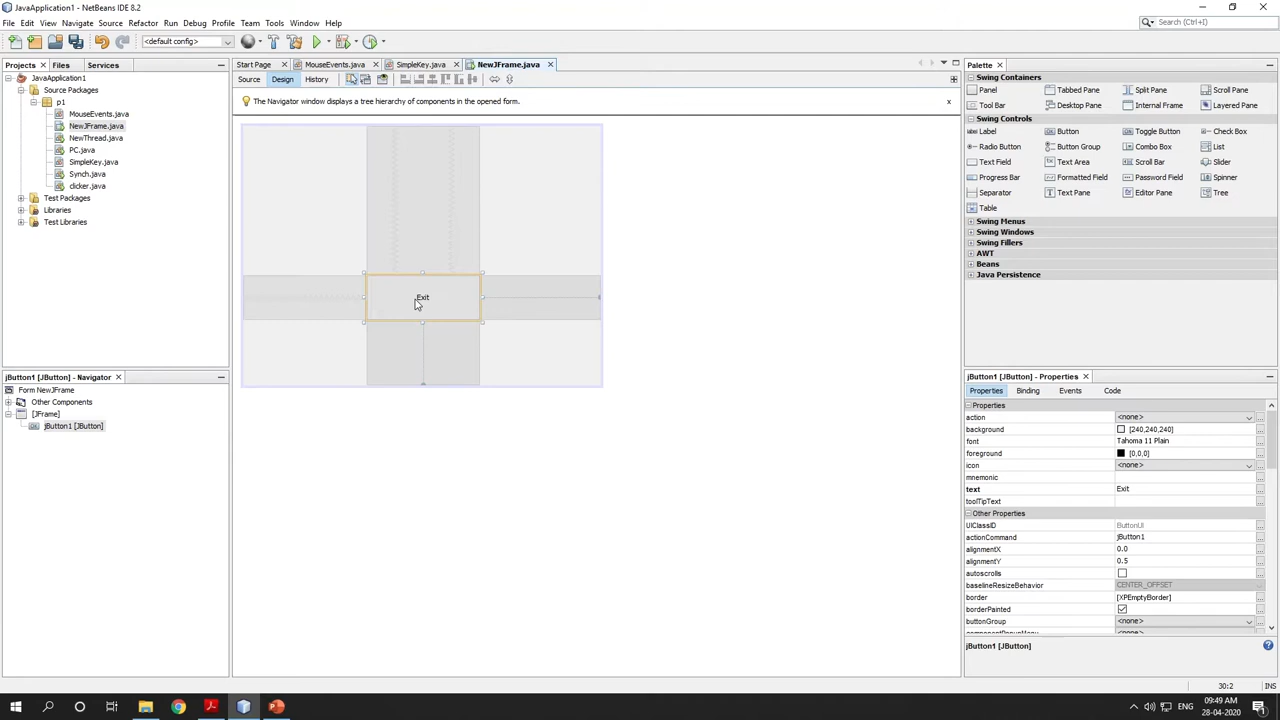 JavaApplication1 - NetBeans IDE 8.2
File Edit View Navigate Source Refactor Run Debug Profile Team Tools Window Help
Search (Ctrl+I)
<default config>
Projects Files Services
Start Page MouseEvents.java SimpleKey.java NewJFrame.java
Palette
JavaApplication1
Source Packages
p1
MouseEvents.java
NewJFrame.java
NewThread.java
PC.java
SimpleKey.java
Synch.java
clicker.java
Test Packages
Libraries
Test Libraries
Source Design History
The Navigator window displays a tree hierarchy of components in the opened form.
x
Exit
Swing Containers
Panel Tabbed Pane Split Pane Scroll Pane
Tool Bar Desktop Pane Internal Frame Layered Pane
Swing Controls
Label Button Toggle Button Check Box
Radio Button Button Group Combo Box List
Text Field Text Area Scroll Bar Slider
Progress Bar Formatted Field Password Field Spinner
Separator Text Pane Editor Pane Tree
Table
Swing Menus
Swing Windows
Swing Fillers
AWT
Beans
Java Persistence
jButton1 [JButton] - Navigator
Form NewJFrame
Other Components
[JFrame]
jButton1 [JButton]
jButton1 [JButton] - Properties
Properties Binding Events Code
Properties
action <none>
background [240,240,240]
font Tahoma 11 Plain
foreground [0,0,0]
icon <none>
mnemonic
text Exit
toolTipText
Other Properties
UIClassID ButtonUI
actionCommand jButton1
alignmentX 0.0
alignmentY 0.5
autoscrolls
baselineResizeBehavior CENTER_OFFSET
border [XPEmptyBorder]
borderPainted
buttonGroup <none>
componentPopupMenu <none>
jButton1 [JButton]
30:2 INS
ENG
09:49 AM
28-04-2020